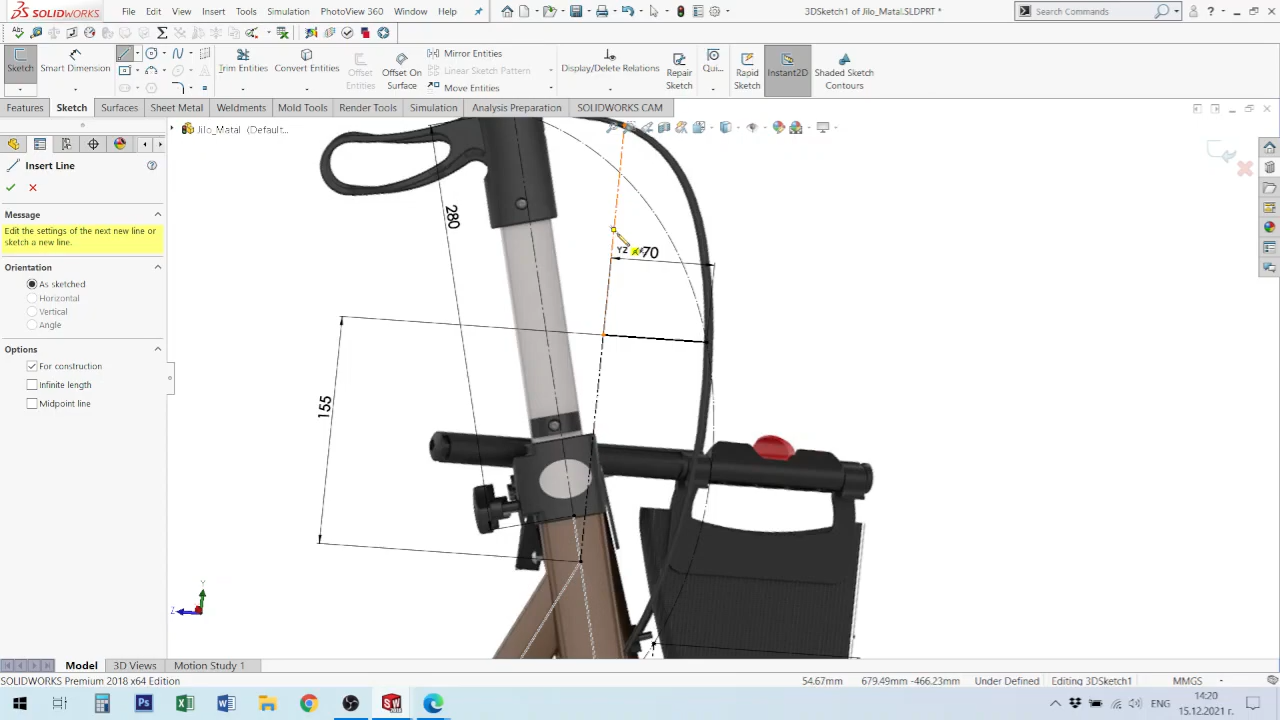 SOLIDWORKS
File Edit View Insert Tools Simulation PhotoView 360 Window Help
3DSketch1 of Jilo_Matal.SLDPRT *
Search Commands
Sketch
Smart Dimension
Trim Entities
Convert Entities
Offset Entities
Offset On Surface
Mirror Entities
Linear Sketch Pattern
Move Entities
Display/Delete Relations
Repair Sketch
Qui...
Rapid Sketch
Instant2D
Shaded Sketch Contours
Features Sketch Surfaces Sheet Metal Weldments Mold Tools Render Tools Simulation Analysis Preparation SOLIDWORKS CAM
Jilo_Matal (Default...
Insert Line
Message
Edit the settings of the next new line or
sketch a new line.
Orientation
As sketched
Horizontal
Vertical
Angle
Options
For construction
Infinite length
Midpoint line
280
YZ
70
155
Y
Z
Model 3D Views Motion Study 1
SOLIDWORKS Premium 2018 x64 Edition
54.67mm 679.49mm -466.23mm Under Defined Editing 3DSketch1 MMGS
ENG
14:20
15.12.2021 г.